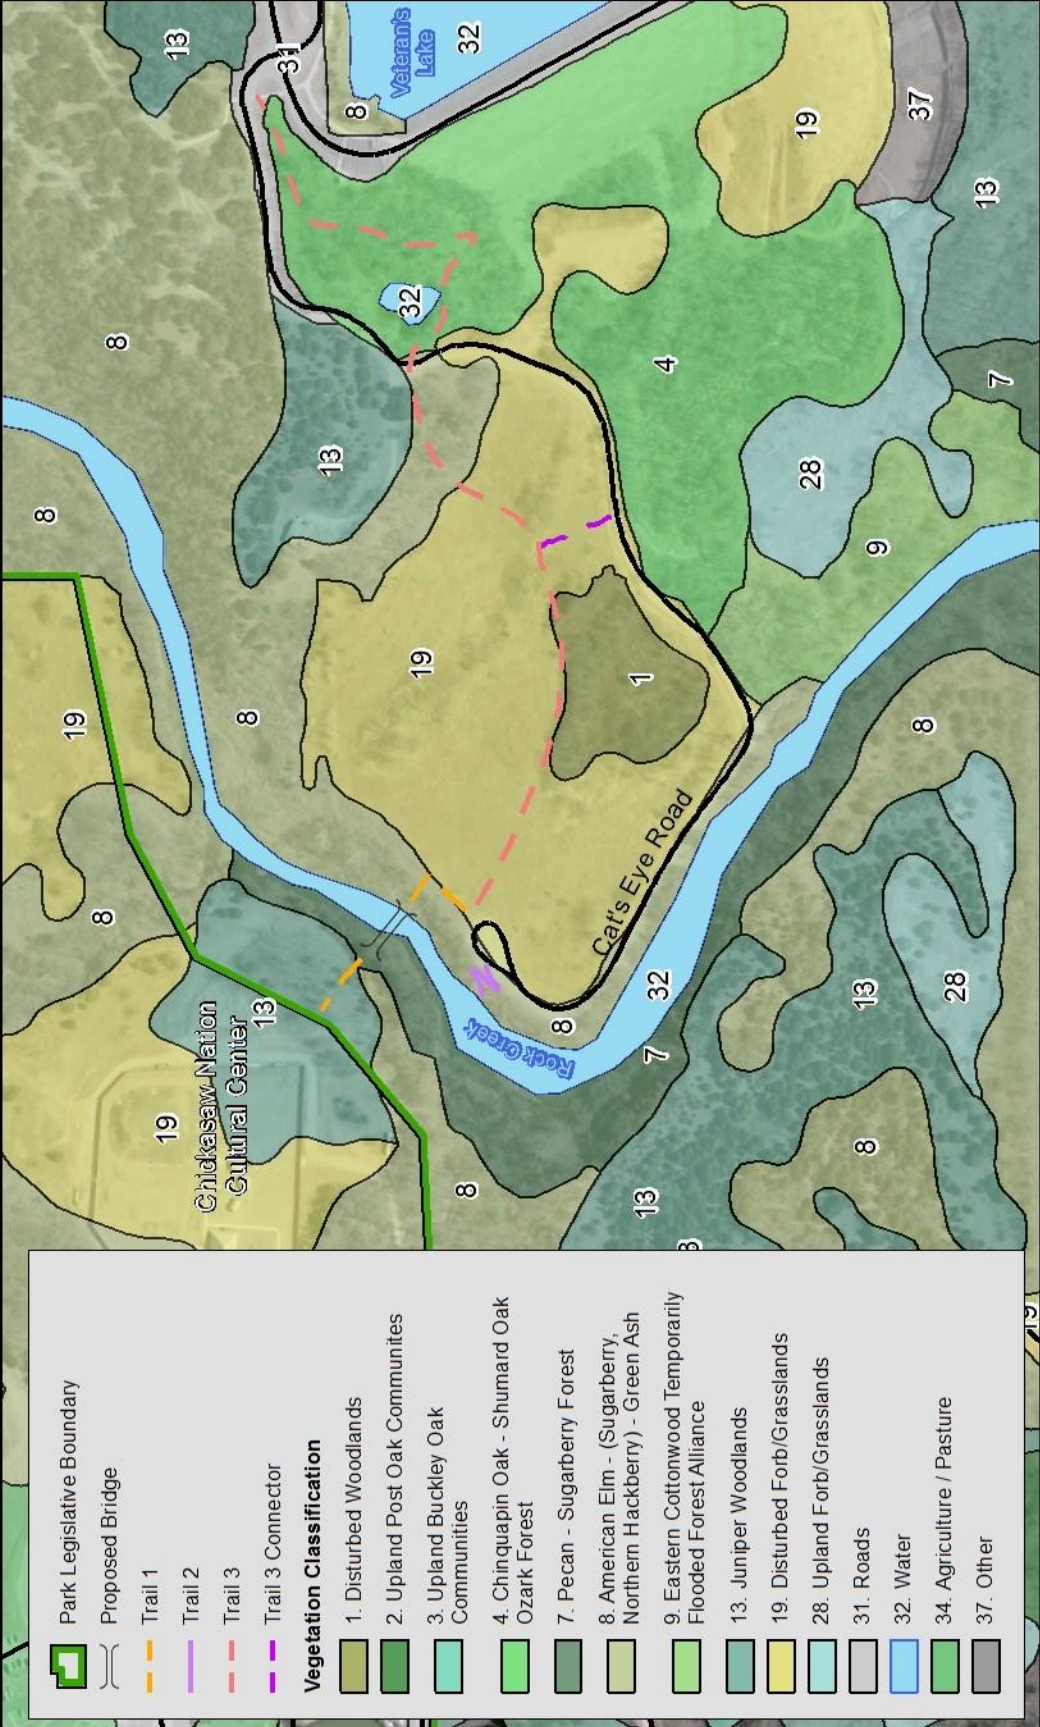 Park Legislative Boundary
Proposed Bridge
Trail 1
Trail 2
Trail 3
Trail 3 Connector
Vegetation Classification
1. Disturbed Woodlands
2. Upland Post Oak Communites
3. Upland Buckley Oak
Communities
4. Chinquapin Oak - Shumard Oak
Ozark Forest
7. Pecan - Sugarberry Forest
8. American Elm - (Sugarberry,
Northern Hackberry) - Green Ash
9. Eastern Cottonwood Temporarily
Flooded Forest Alliance
13. Juniper Woodlands
19. Disturbed Forb/Grasslands
28. Upland Forb/Grasslands
31. Roads
32. Water
34. Agriculture / Pasture
37. Other
Chickasaw Nation
Cultural Center
Rock Creek
Cat's Eye Road
Veteran's
Lake
19
13
8
19
8
8
8
13
8
13
31
8
32
32
19
1
4
19
37
13
7
28
9
8
32
7
8
13
28
8
13
8
19